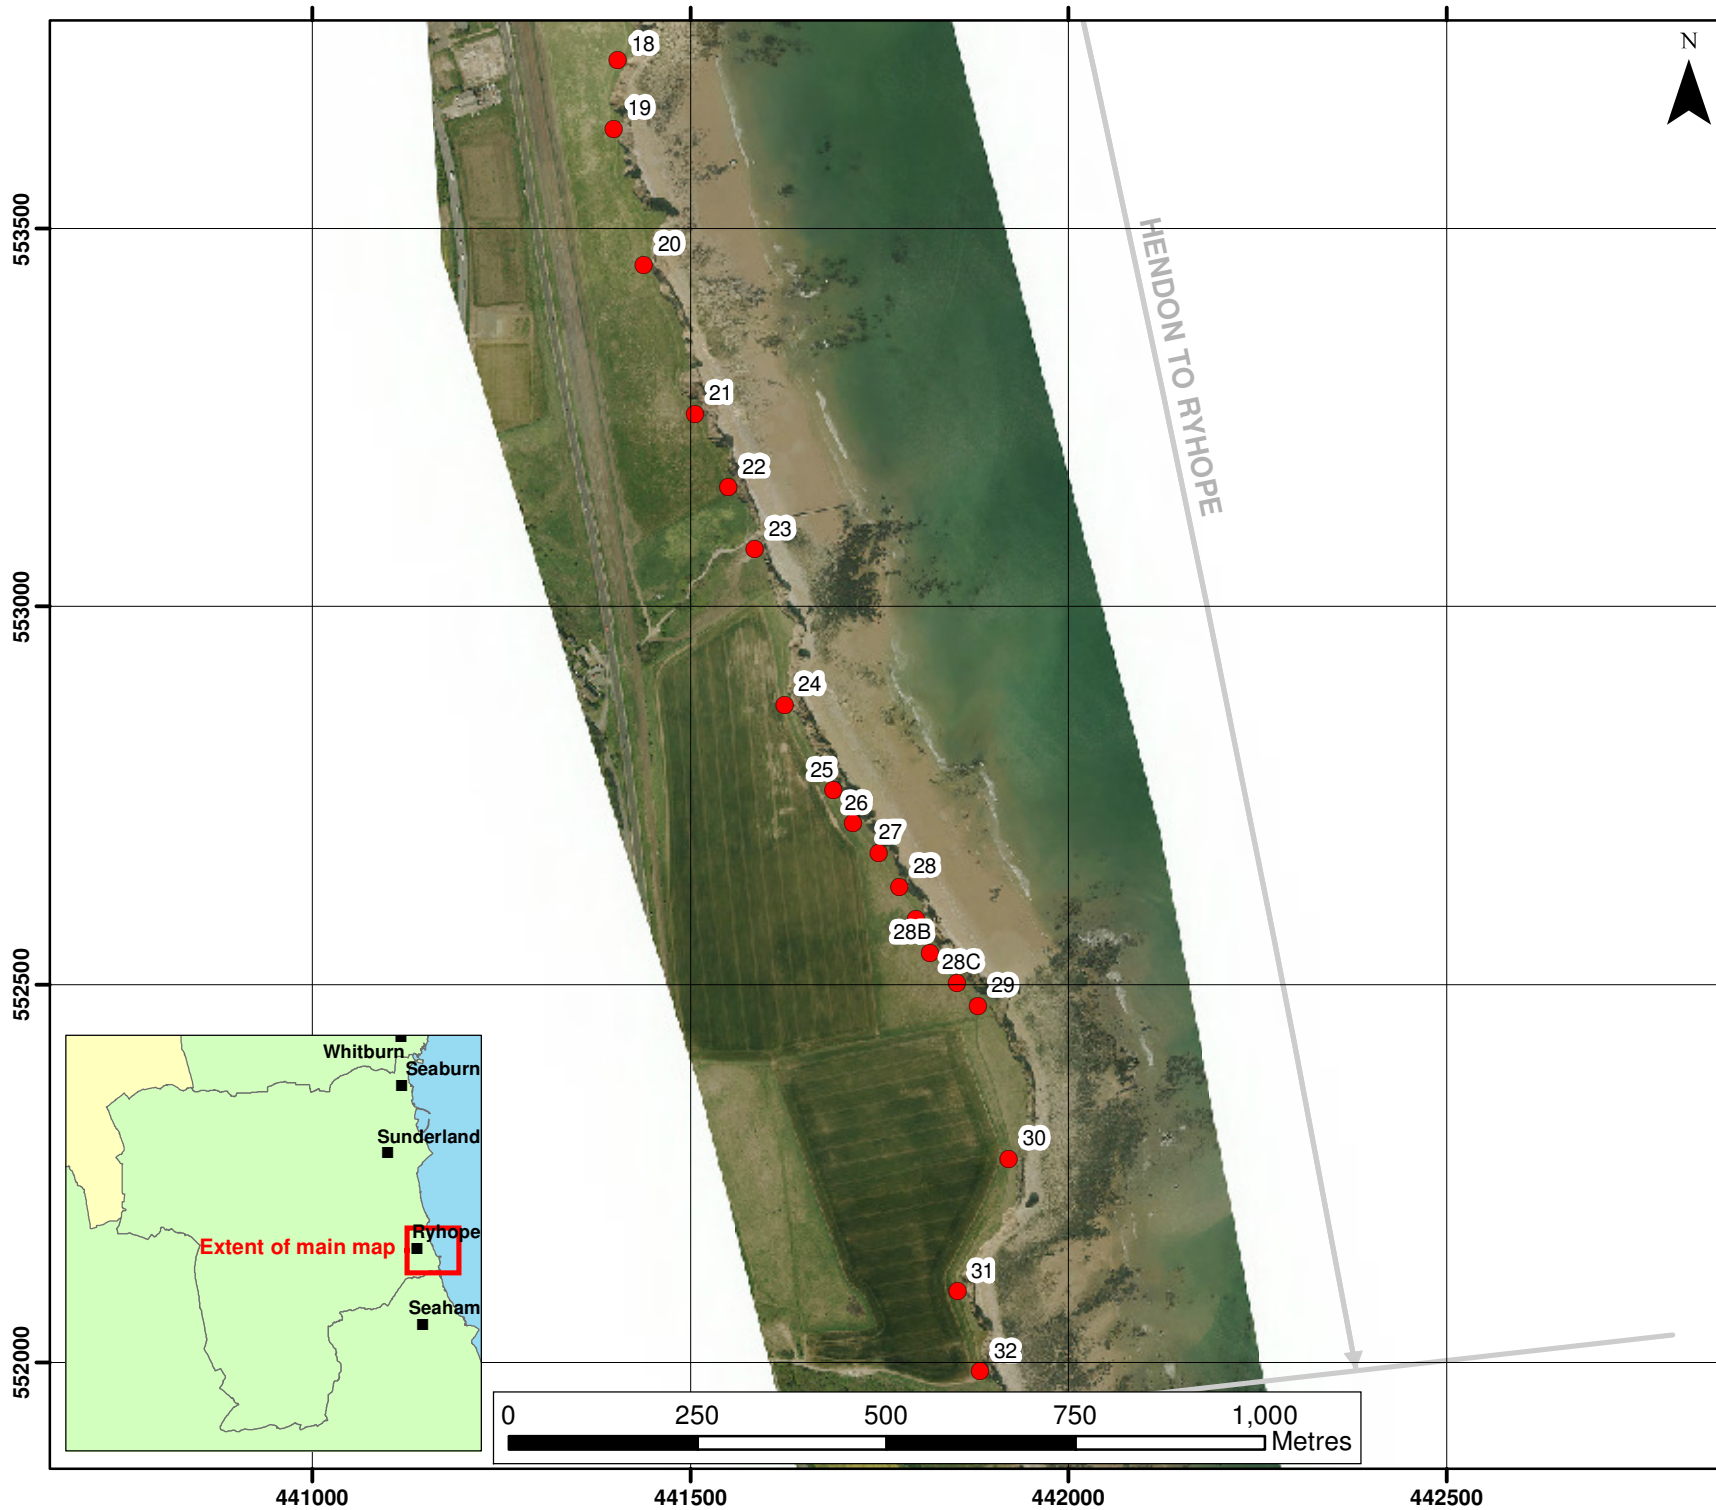 N
18
19
553500
20
HENDON TO RYHOPE
21
22
23
553000
24
25
26
27
28
28B
28C
29
552500
Whitburn
Seaburn
Sunderland
Ryhope
Extent of main map
Seaham
30
31
32
552000
0 250 500 750 1,000
Metres
441000 441500 442000 442500